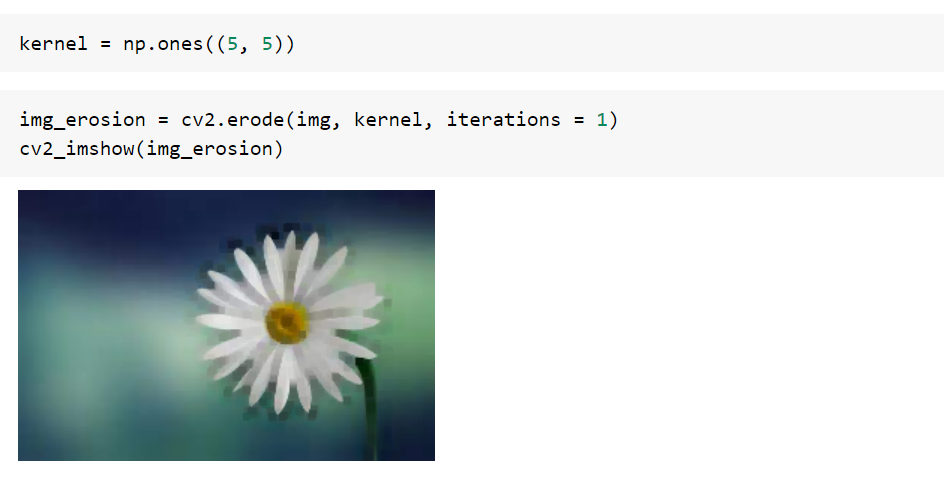 kernel = np.ones((5, 5))
img_erosion = cv2.erode(img, kernel, iterations = 1)
cv2_imshow(img_erosion)